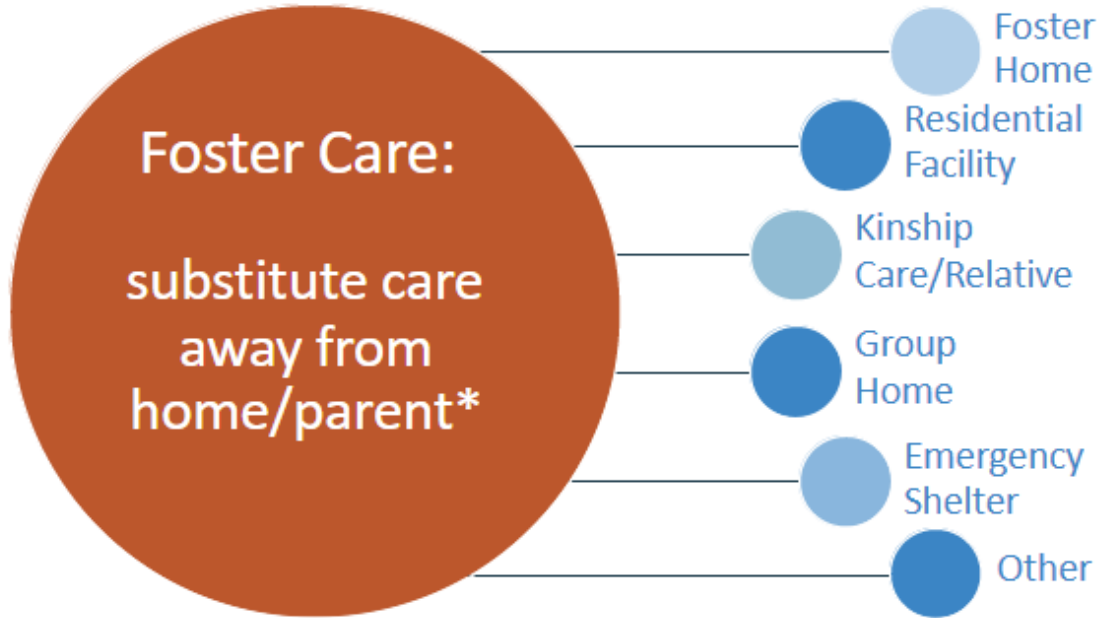 Foster Care:
substitute care
away from
home/parent*
Foster
Home
Residential
Facility
Kinship
Care/Relative
Group
Home
Emergency
Shelter
Other